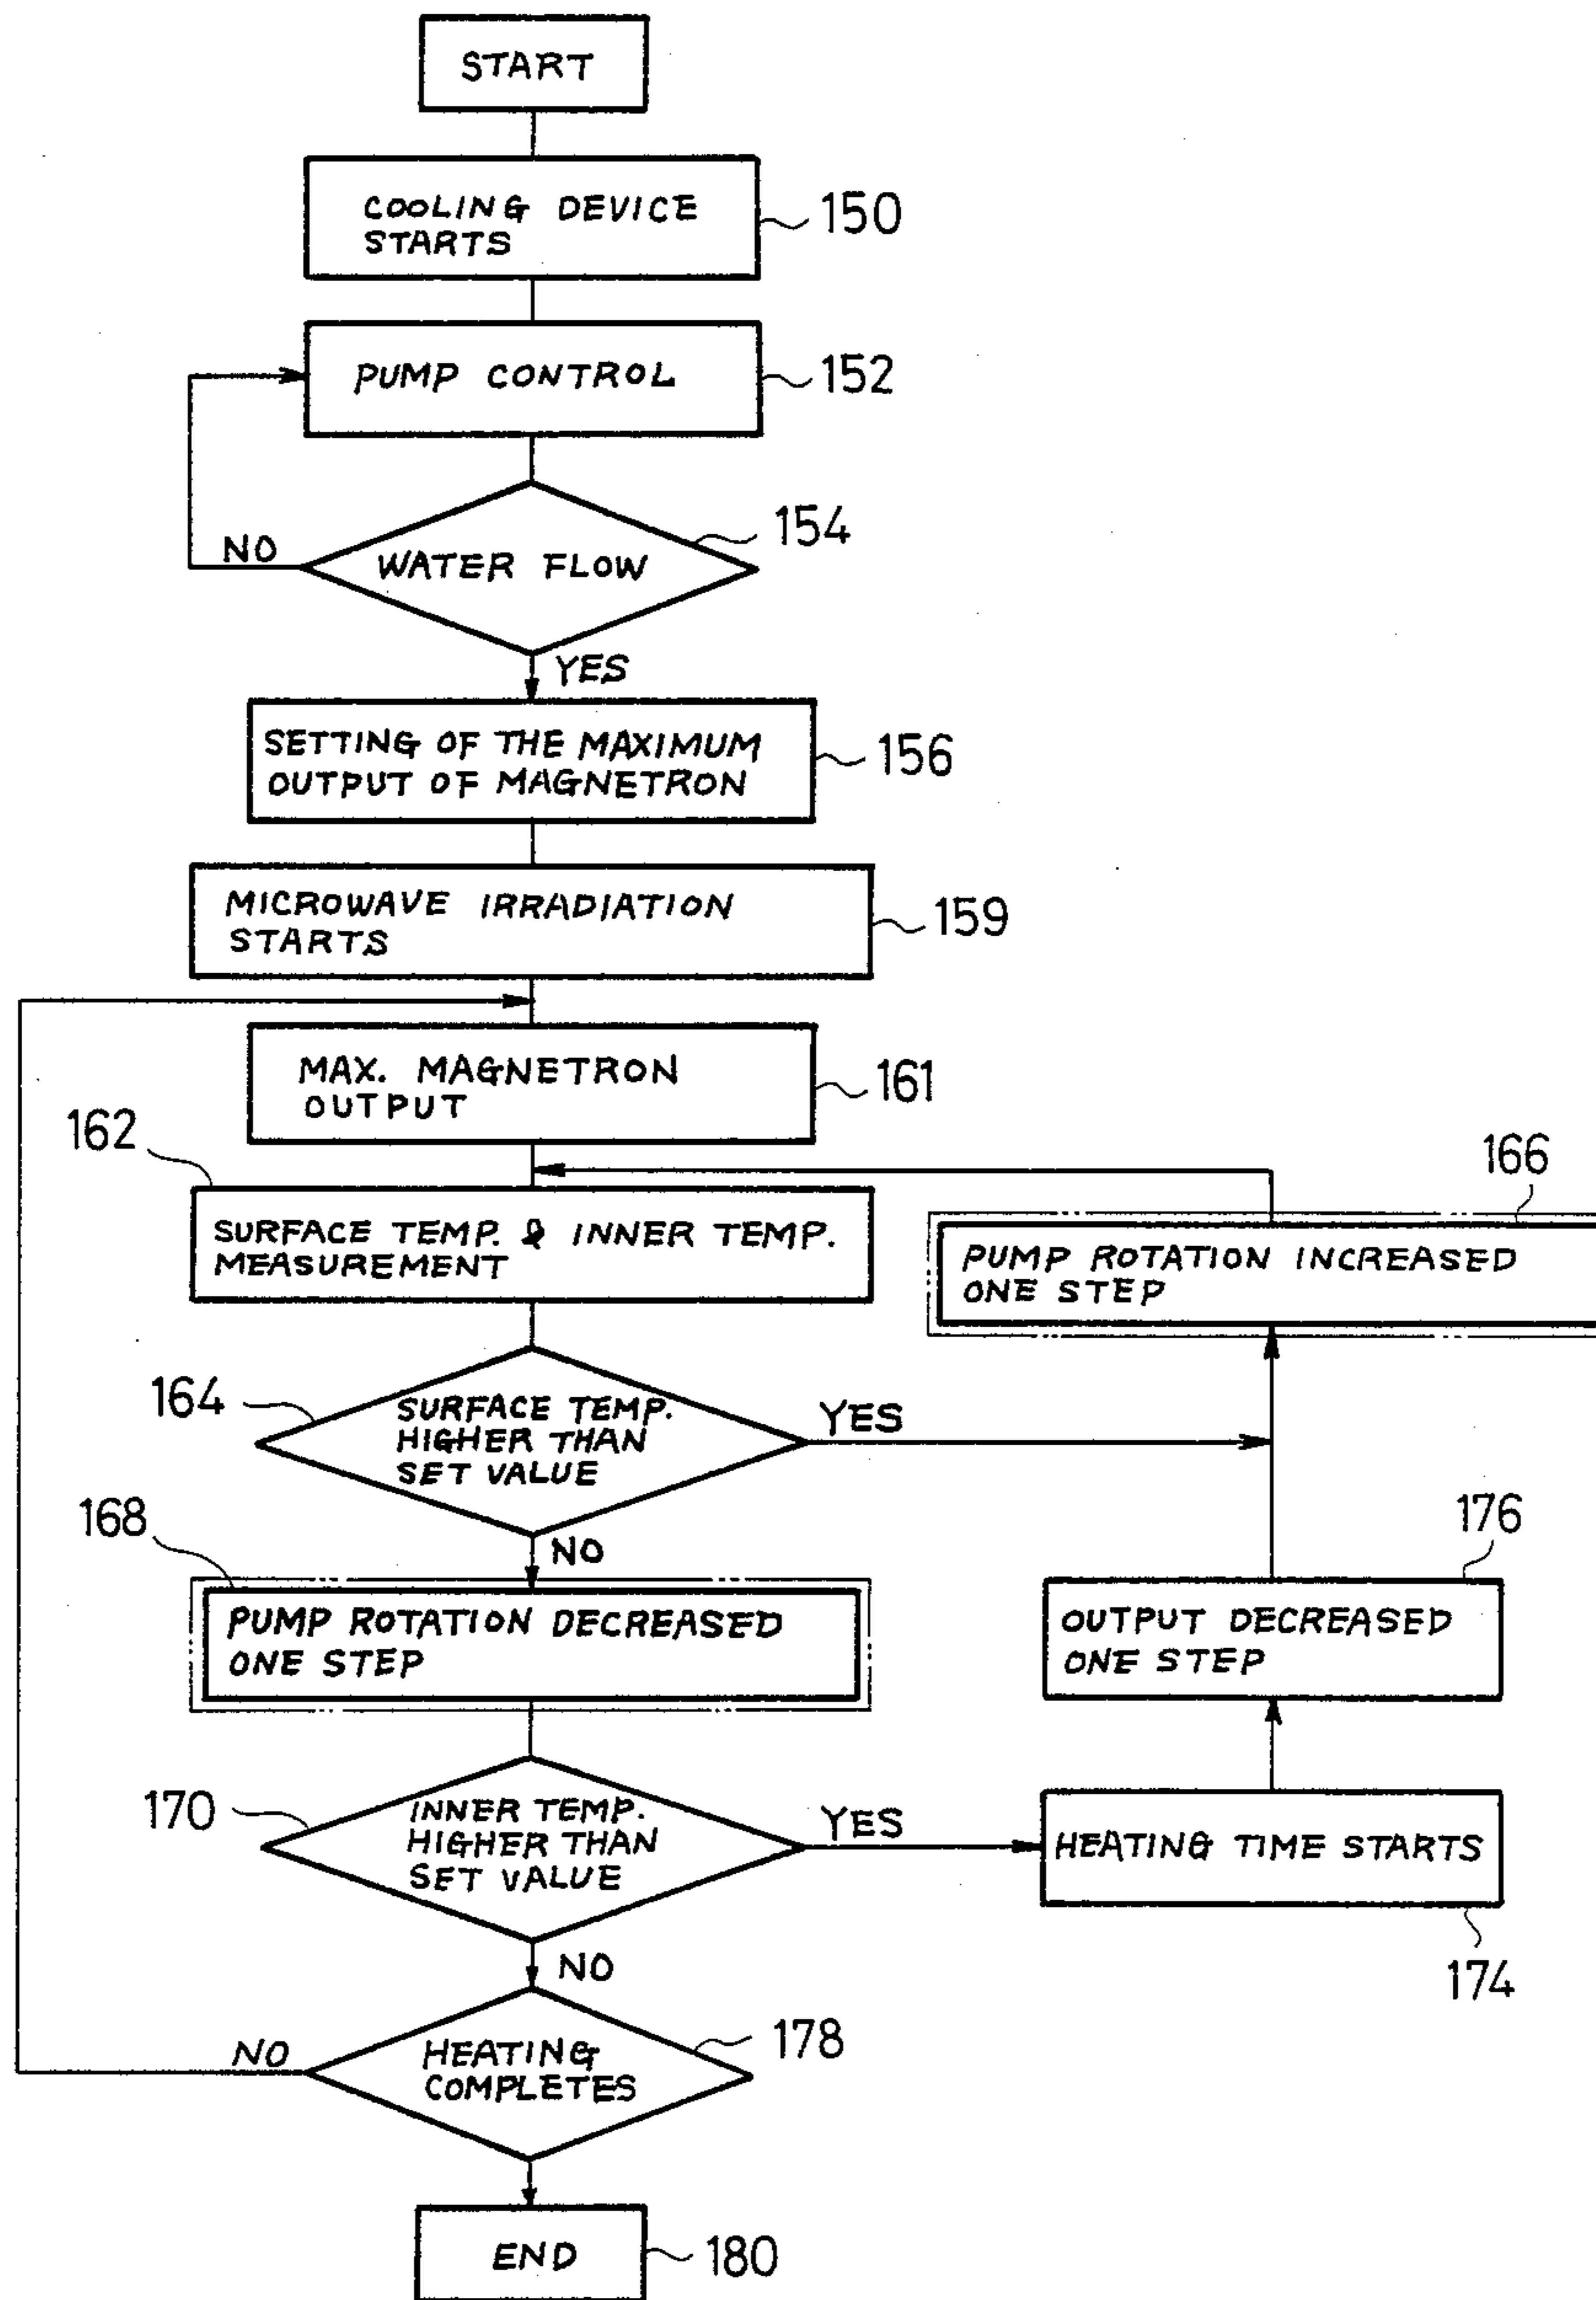 START
COOLING DEVICE
STARTS
150
PUMP CONTROL
152
NO
WATER FLOW
154
YES
SETTING OF THE MAXIMUM
OUTPUT OF MAGNETRON
156
MICROWAVE IRRADIATION
STARTS
159
MAX. MAGNETRON
OUTPUT
161
162
SURFACE TEMP. & INNER TEMP.
MEASUREMENT
166
PUMP ROTATION INCREASED
ONE STEP
164
SURFACE TEMP.
HIGHER THAN
SET VALUE
YES
NO
168
PUMP ROTATION DECREASED
ONE STEP
176
OUTPUT DECREASED
ONE STEP
170
INNER TEMP.
HIGHER THAN
SET VALUE
YES
HEATING TIME STARTS
174
NO
NO
HEATING
COMPLETES
178
END
180